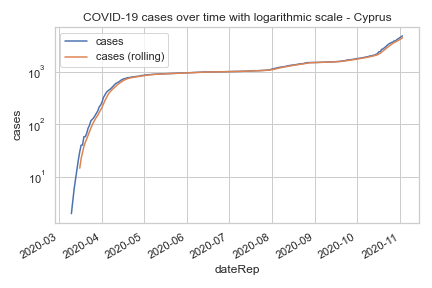 COVID-19 cases over time with logarithmic scale - Cyprus
cases
cases (rolling)
10³
10²
10¹
cases
2020-03
2020-04
2020-05
2020-06
2020-07
2020-08
2020-09
2020-10
2020-11
dateRep